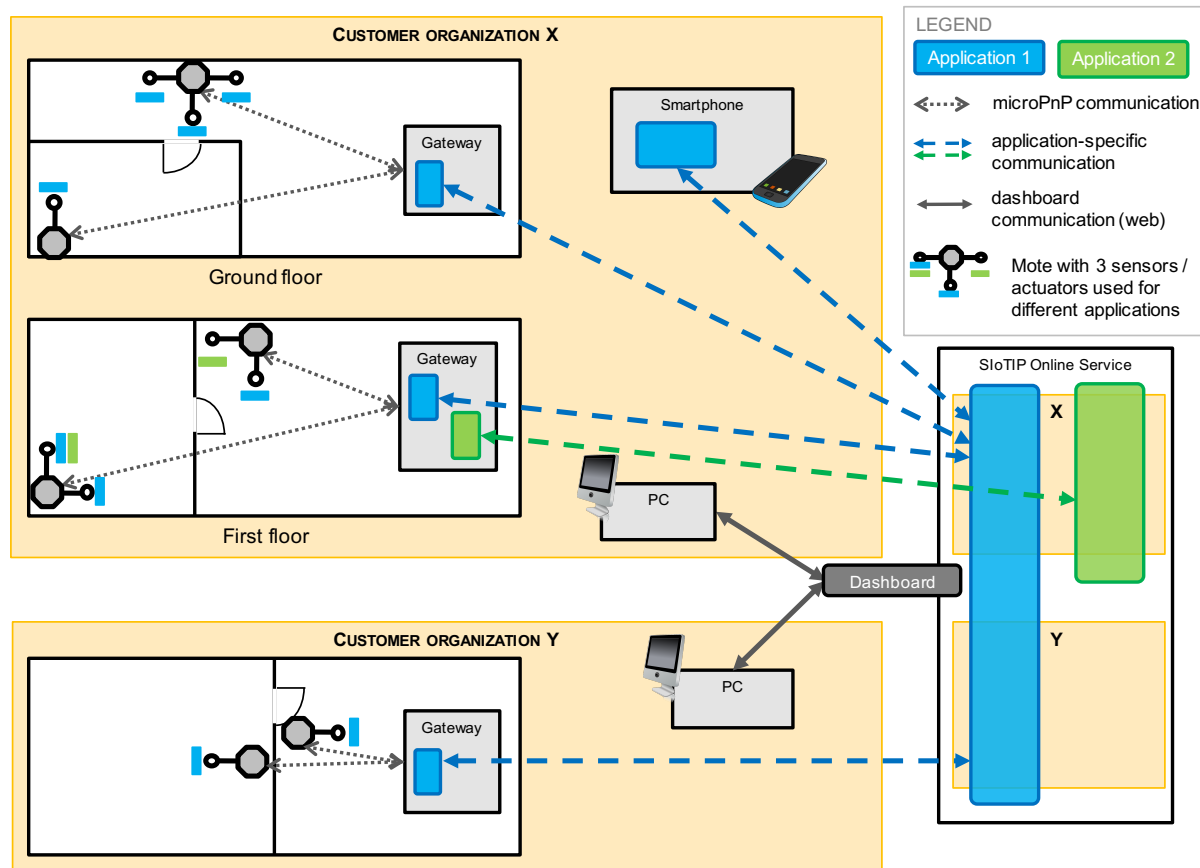 CUSTOMER ORGANIZATION X
Gateway
Ground floor
Smartphone
Gateway
First floor
PC
LEGEND
Application 1
Application 2
microPnP communication
application-specific
communication
dashboard
communication (web)
Mote with 3 sensors /
actuators used for
different applications
SIoTIP Online Service
X
Y
Dashboard
CUSTOMER ORGANIZATION Y
Gateway
PC